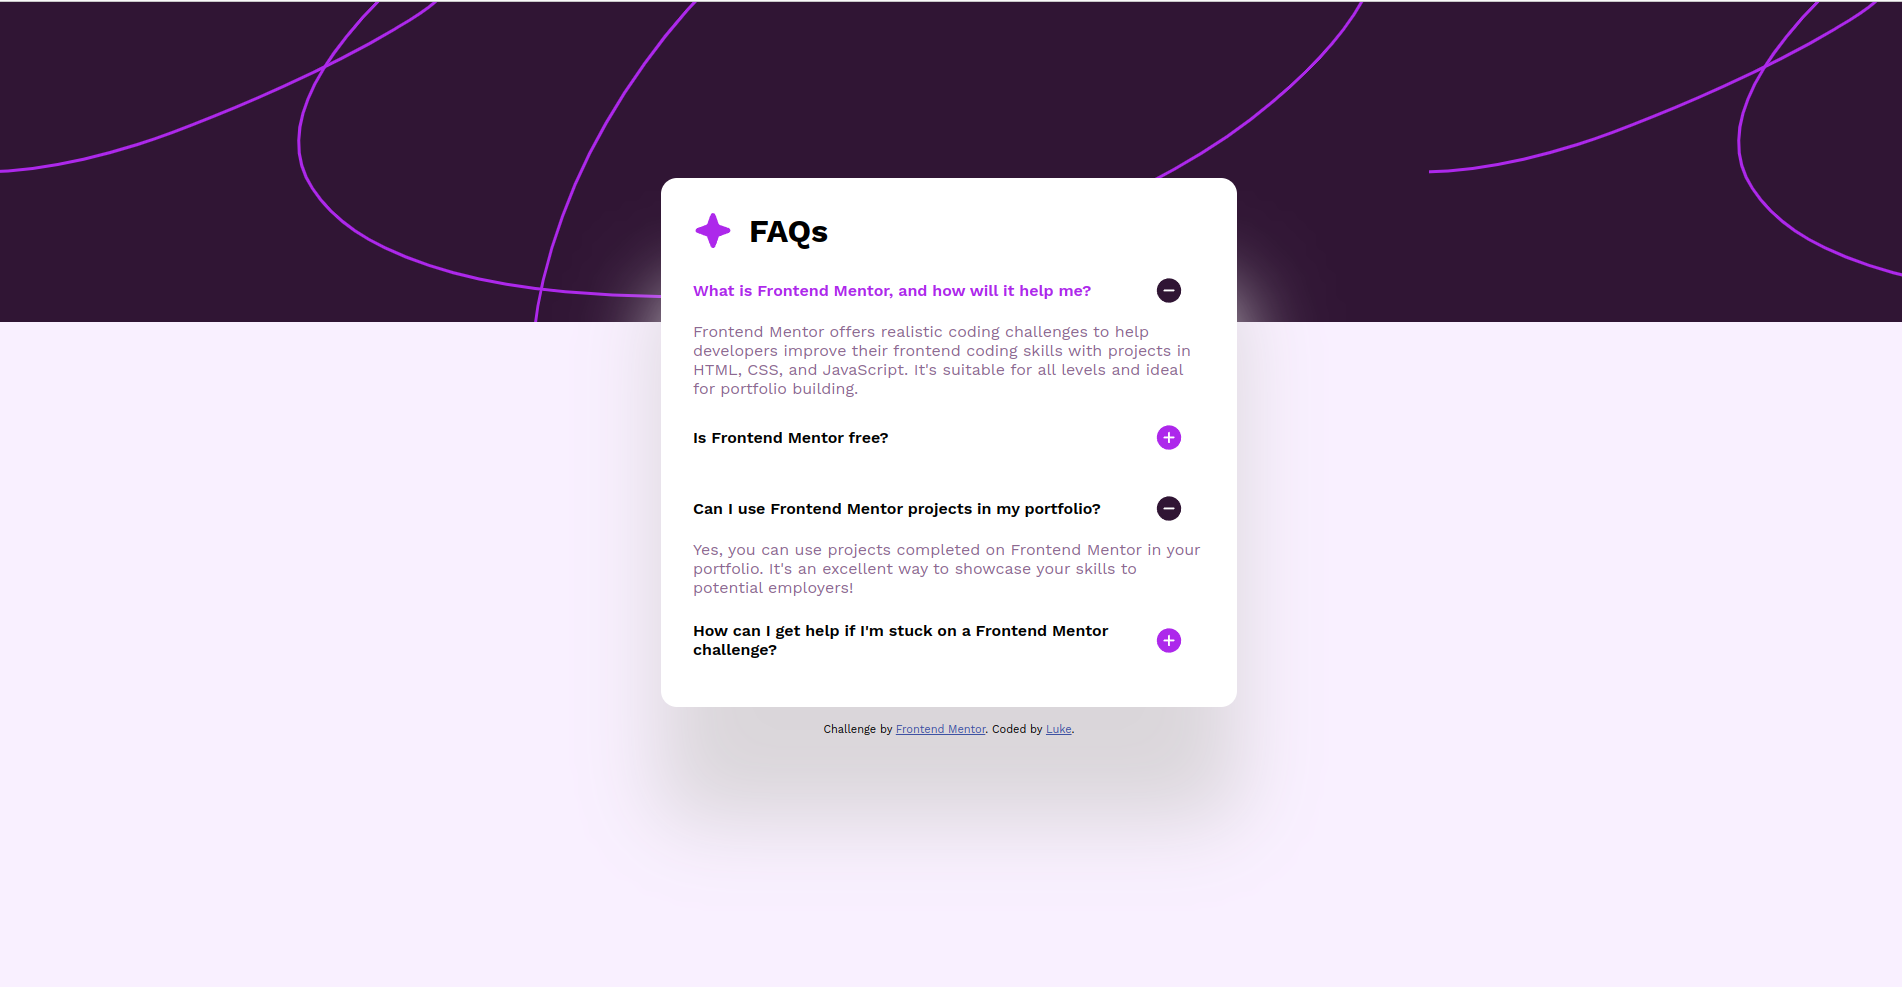 FAQs
What is Frontend Mentor, and how will it help me?
Frontend Mentor offers realistic coding challenges to help
developers improve their frontend coding skills with projects in
HTML, CSS, and JavaScript. It's suitable for all levels and ideal
for portfolio building.
Is Frontend Mentor free?
Can I use Frontend Mentor projects in my portfolio?
Yes, you can use projects completed on Frontend Mentor in your
portfolio. It's an excellent way to showcase your skills to
potential employers!
How can I get help if I'm stuck on a Frontend Mentor
challenge?
Challenge by Frontend Mentor. Coded by Luke.